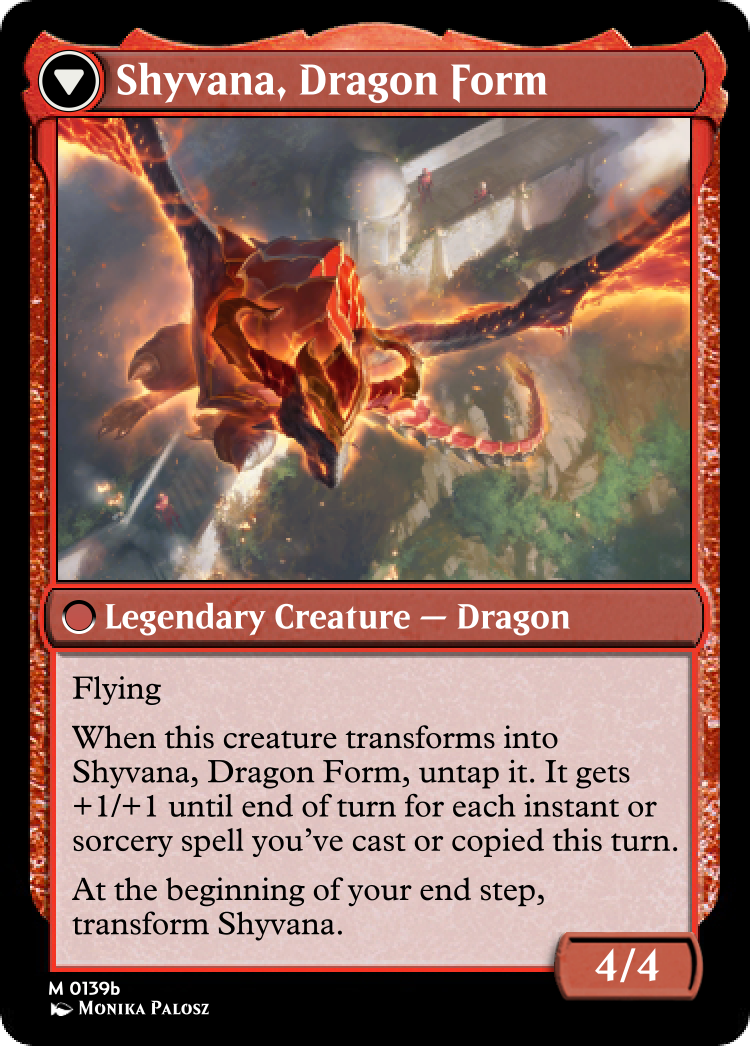 Shyvana, Dragon Form
Legendary Creature — Dragon
Flying
When this creature transforms into
Shyvana, Dragon Form, untap it. It gets
+1/+1 until end of turn for each instant or
sorcery spell you’ve cast or copied this turn.
At the beginning of your end step,
transform Shyvana.
4/4
M 0139b
Monika Palosz